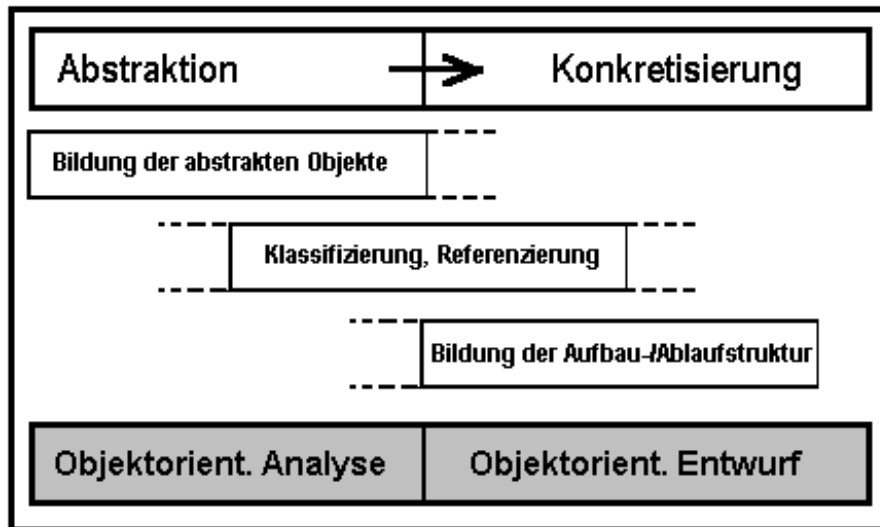 Abstraktion Konkretisierung
Bildung der abstrakten Objekte
Klassifizierung, Referenzierung
Bildung der Aufbau-/Ablaufstruktur
Objektorient. Analyse Objektorient. Entwurf